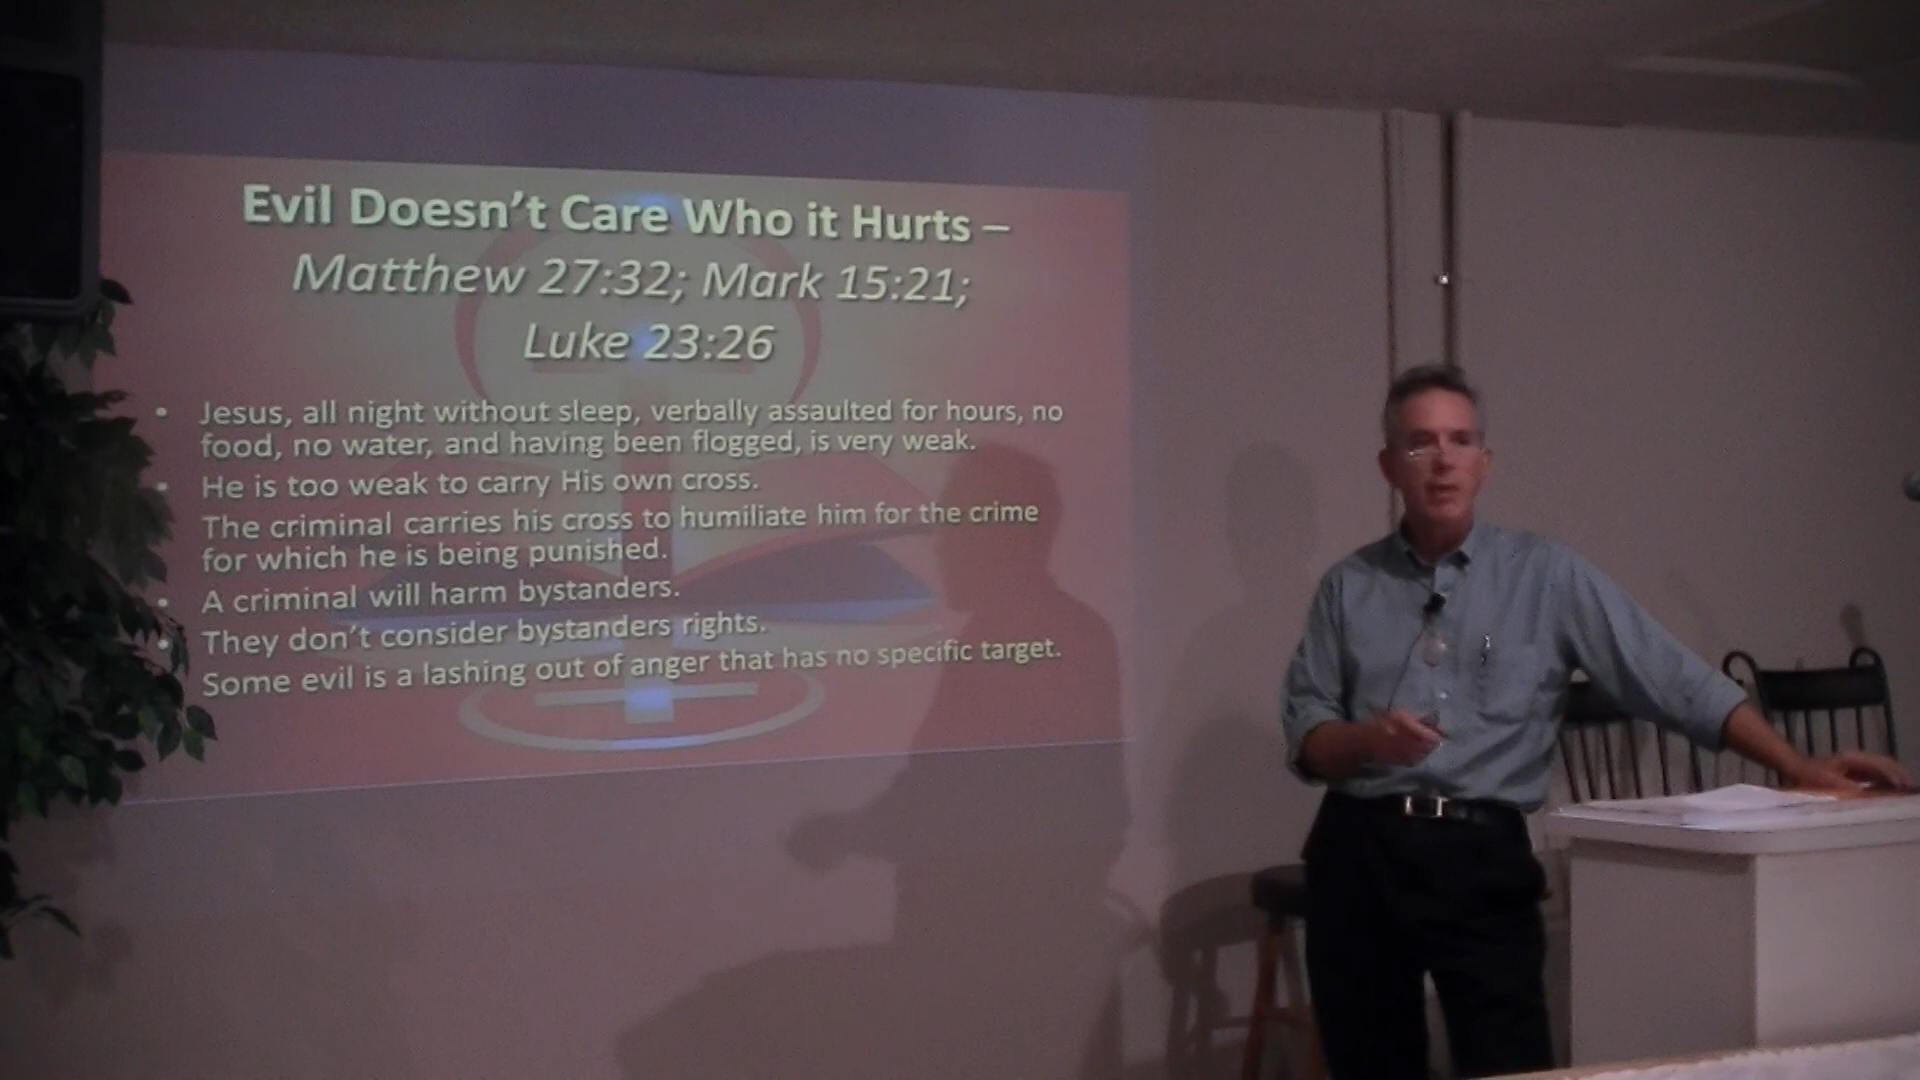 Evil Doesn't Care Who it Hurts –
Matthew 27:32; Mark 15:21;
Luke 23:26
• Jesus, all night without sleep, verbally assaulted for hours, no
food, no water, and having been flogged, is very weak.
• He is too weak to carry His own cross.
The criminal carries his cross to humiliate him for the crime
for which he is being punished.
• A criminal will harm bystanders.
• They don't consider bystanders rights.
Some evil is a lashing out of anger that has no specific target.